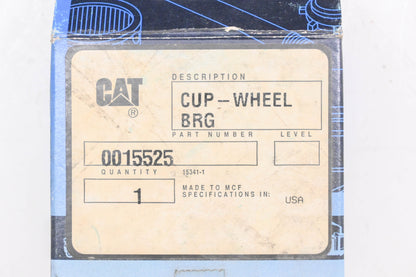 CAT
®
DESCRIPTION
CUP-WHEEL
BRG
PART NUMBER
LEVEL
0015525
QUANTITY
15341-1
1
MADE TO MCF
SPECIFICATIONS IN:
USA